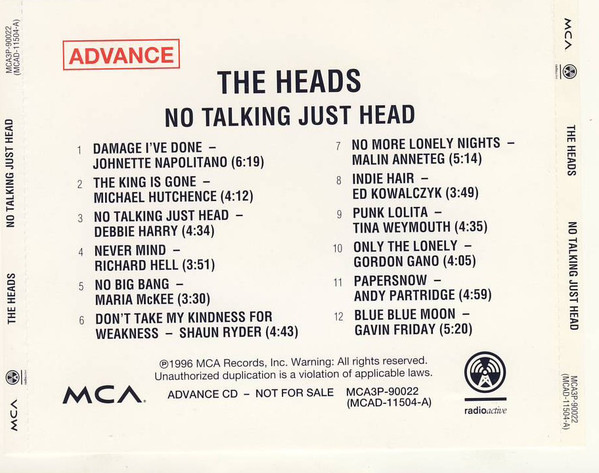 MCA3P-90022
(MCAD-11504-A)
NO TALKING JUST HEAD
THE HEADS
MCA
ADVANCE
THE HEADS
NO TALKING JUST HEAD
1 DAMAGE I'VE DONE –
JOHNETTE NAPOLITANO (6:19)
2 THE KING IS GONE –
MICHAEL HUTCHENCE (4:12)
3 NO TALKING JUST HEAD –
DEBBIE HARRY (4:34)
4 NEVER MIND –
RICHARD HELL (3:51)
5 NO BIG BANG –
MARIA McKEE (3:30)
6 DON'T TAKE MY KINDNESS FOR
WEAKNESS – SHAUN RYDER (4:43)
7 NO MORE LONELY NIGHTS –
MALIN ANNETEG (5:14)
8 INDIE HAIR –
ED KOWALCZYK (3:49)
9 PUNK LOLITA –
TINA WEYMOUTH (4:35)
10 ONLY THE LONELY –
GORDON GANO (4:05)
11 PAPERSNOW –
ANDY PARTRIDGE (4:59)
12 BLUE BLUE MOON –
GAVIN FRIDAY (5:20)
℗1996 MCA Records, Inc. Warning: All rights reserved.
Unauthorized duplication is a violation of applicable laws.
MCA.
ADVANCE CD – NOT FOR SALE MCA3P-90022
(MCAD-11504-A)
radioactive
MCA
THE HEADS
NO TALKING JUST HEAD
MCA3P-90022
(MCAD-11504-A)